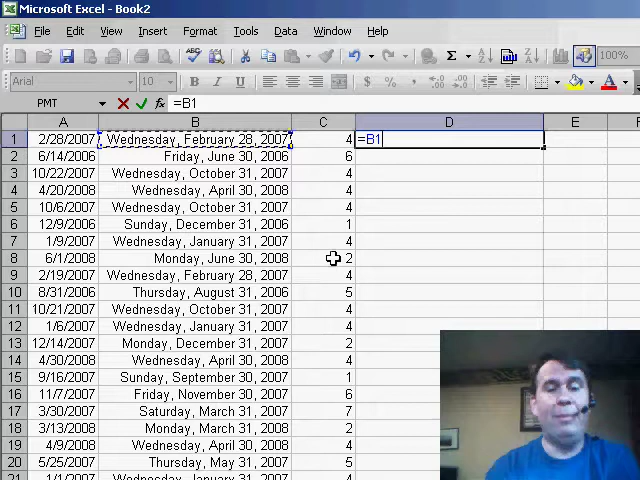 Microsoft Excel - Book2
File Edit View Insert Format Tools Data Window Help
100%
Arial 10 B I U
PMT =B1
A B C D E F
1 2/28/2007 Wednesday, February 28, 2007 4 =B1
2 6/14/2006 Friday, June 30, 2006 6
3 10/22/2007 Wednesday, October 31, 2007 4
4 4/20/2008 Wednesday, April 30, 2008 4
5 10/6/2007 Wednesday, October 31, 2007 4
6 12/9/2006 Sunday, December 31, 2006 1
7 1/9/2007 Wednesday, January 31, 2007 4
8 6/1/2008 Monday, June 30, 2008 2
9 2/19/2007 Wednesday, February 28, 2007 4
10 8/31/2006 Thursday, August 31, 2006 5
11 10/21/2007 Wednesday, October 31, 2007 4
12 1/6/2007 Wednesday, January 31, 2007 4
13 12/14/2007 Monday, December 31, 2007 2
14 4/30/2008 Wednesday, April 30, 2008 4
15 9/16/2007 Sunday, September 30, 2007 1
16 11/7/2007 Friday, November 30, 2007 6
17 3/30/2007 Saturday, March 31, 2007 7
18 3/13/2008 Monday, March 31, 2008 2
19 4/9/2008 Wednesday, April 30, 2008 4
20 5/25/2007 Thursday, May 31, 2007 5
21 1/1/2007 Wednesday, January 31, 2007 4